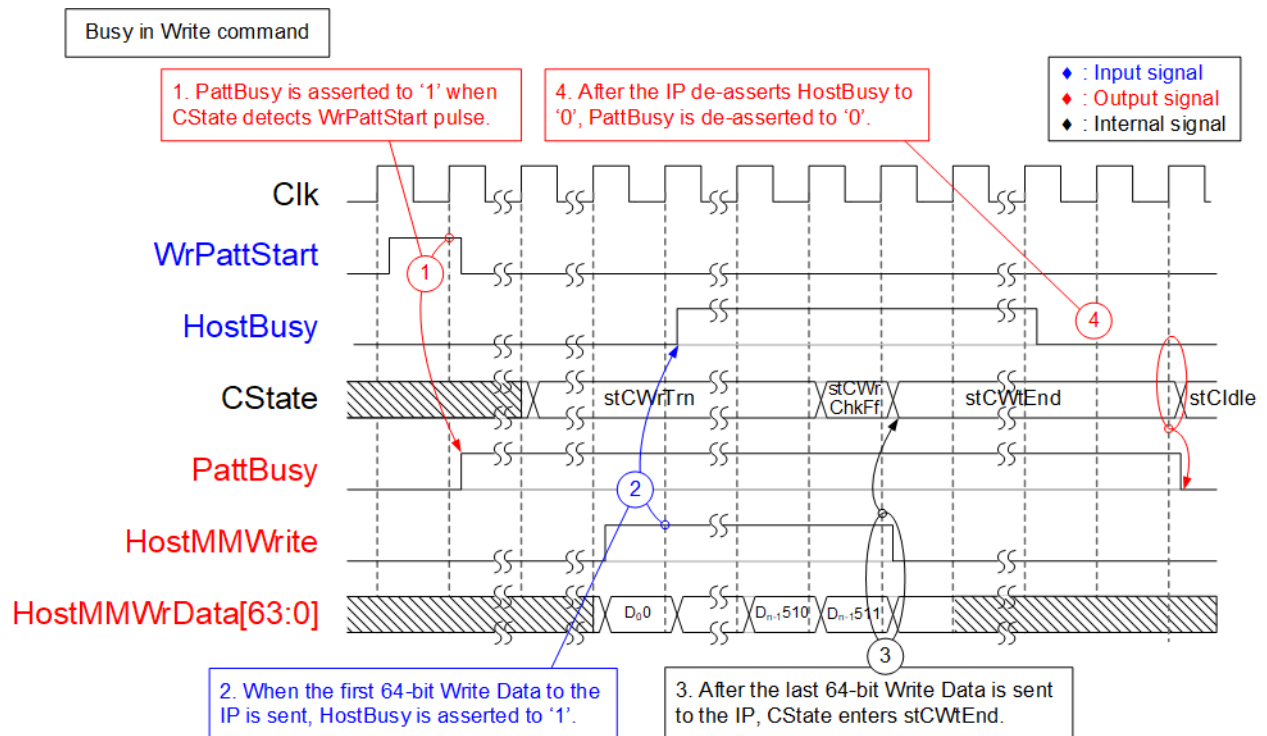 Busy in Write command
1. PattBusy is asserted to ‘1’ when
CState detects WrPattStart pulse.
4. After the IP de-asserts HostBusy to
‘0’, PattBusy is de-asserted to ‘0’.
♦ : Input signal
♦ : Output signal
♦ : Internal signal
Clk
WrPattStart
1
HostBusy
4
CState
stCWrTrn
stCWr
ChkFf
stCWtEnd
stCIdle
PattBusy
2
HostMMWrite
HostMMWrData[63:0]
D₀0
Dₙ₋₁510
Dₙ₋₁511
3
2. When the first 64-bit Write Data to the
IP is sent, HostBusy is asserted to ‘1’.
3. After the last 64-bit Write Data is sent
to the IP, CState enters stCWtEnd.